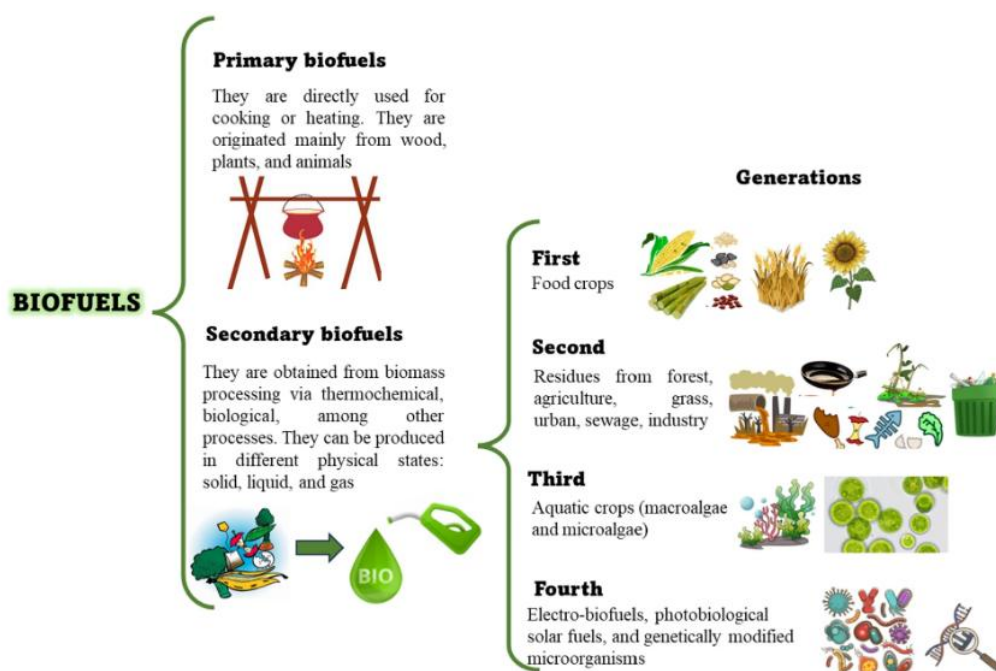 BIOFUELS
Primary biofuels
They are directly used for
cooking or heating. They are
originated mainly from wood,
plants, and animals
Secondary biofuels
They are obtained from biomass
processing via thermochemical,
biological, among other
processes. They can be produced
in different physical states:
solid, liquid, and gas
BIO
Generations
First
Food crops
Second
Residues from forest,
agriculture, grass,
urban, sewage, industry
Third
Aquatic crops (macroalgae
and microalgae)
Fourth
Electro-biofuels, photobiological
solar fuels, and genetically modified
microorganisms